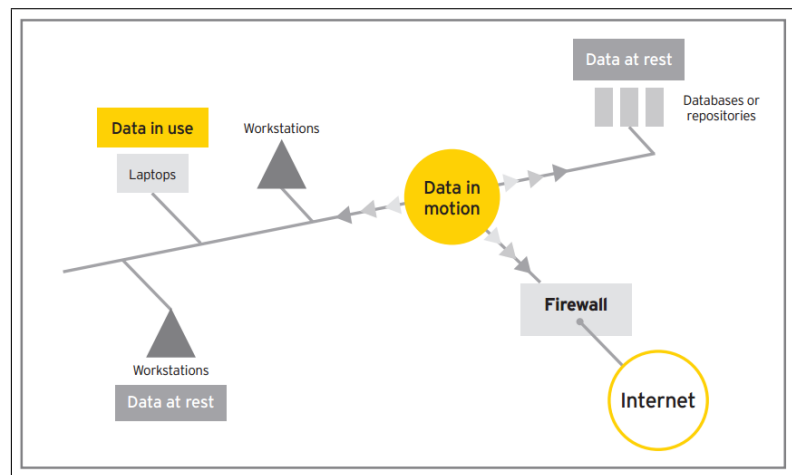 Data at rest
Databases or
repositories
Data in use
Workstations
Laptops
Data in
motion
Firewall
Workstations
Data at rest
Internet